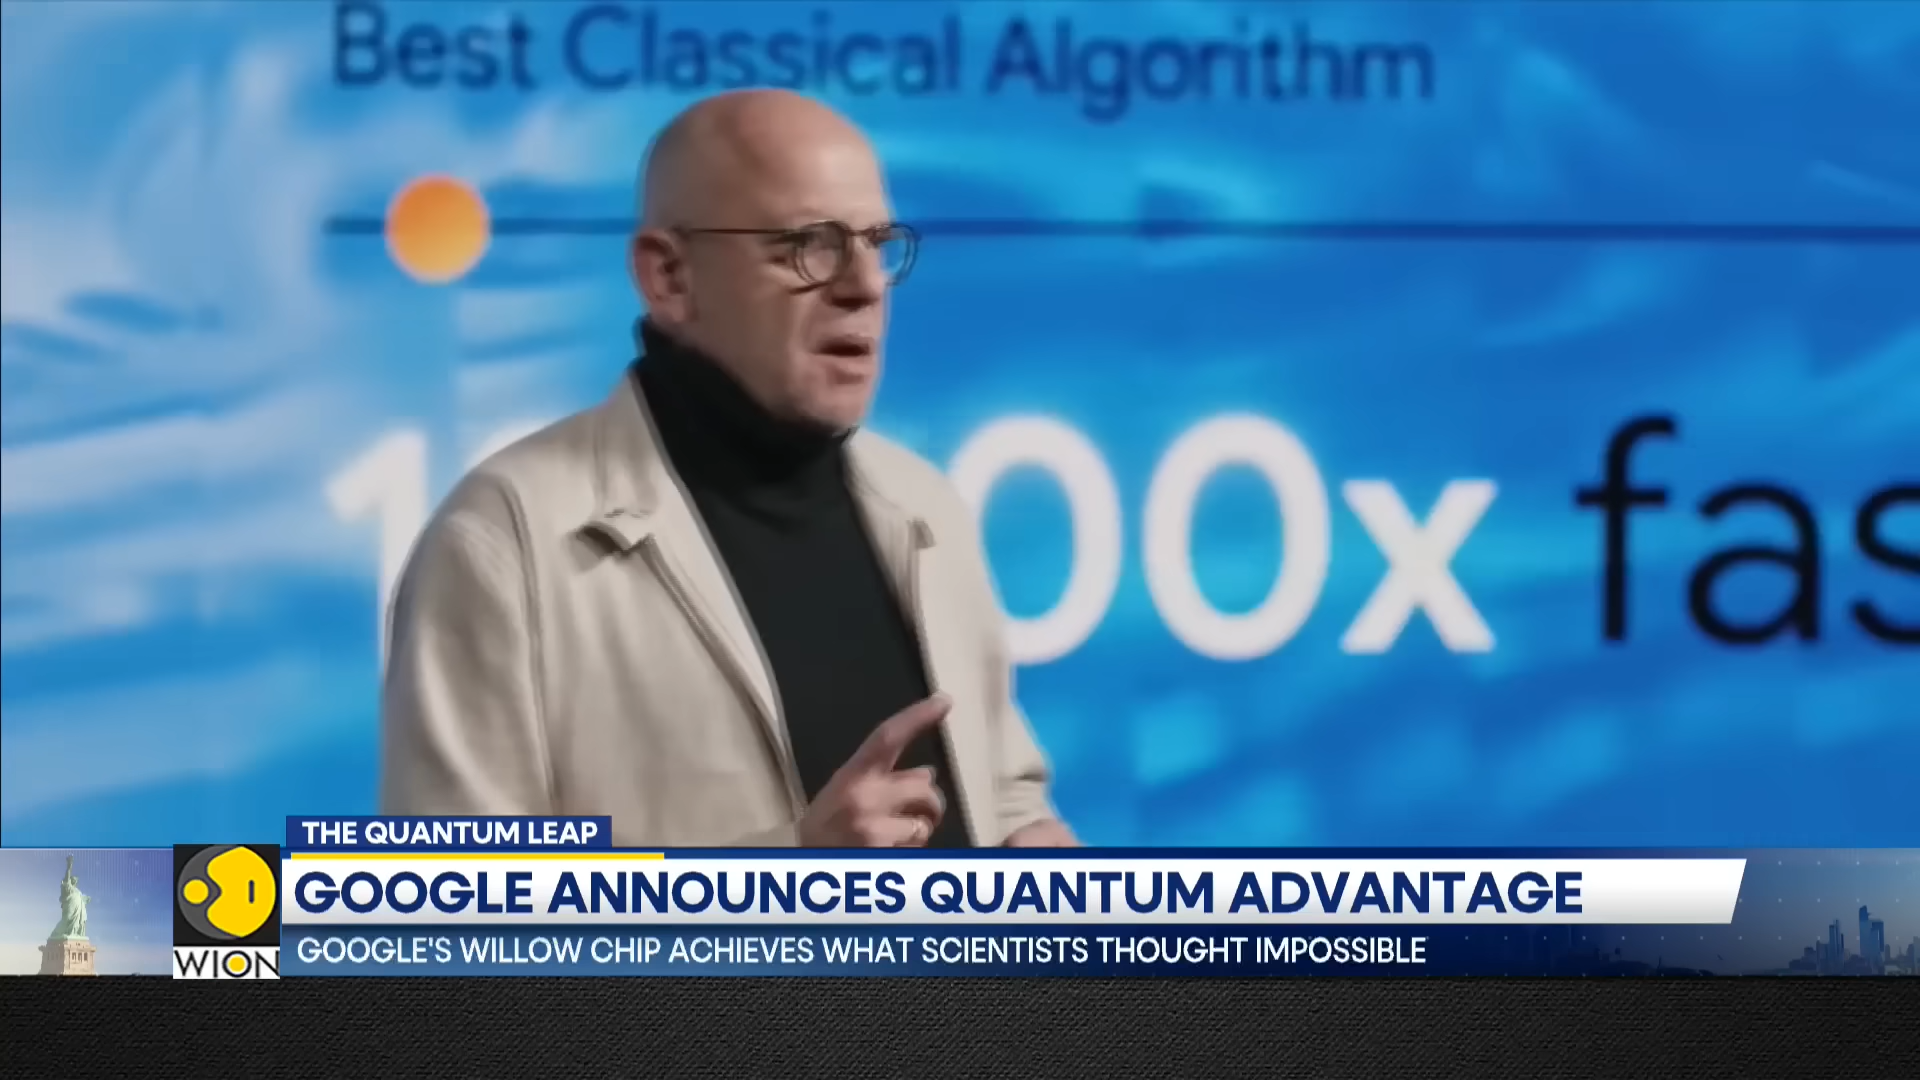 Best Classical Algorithm
00x fas
THE QUANTUM LEAP
GOOGLE ANNOUNCES QUANTUM ADVANTAGE
GOOGLE'S WILLOW CHIP ACHIEVES WHAT SCIENTISTS THOUGHT IMPOSSIBLE
WION